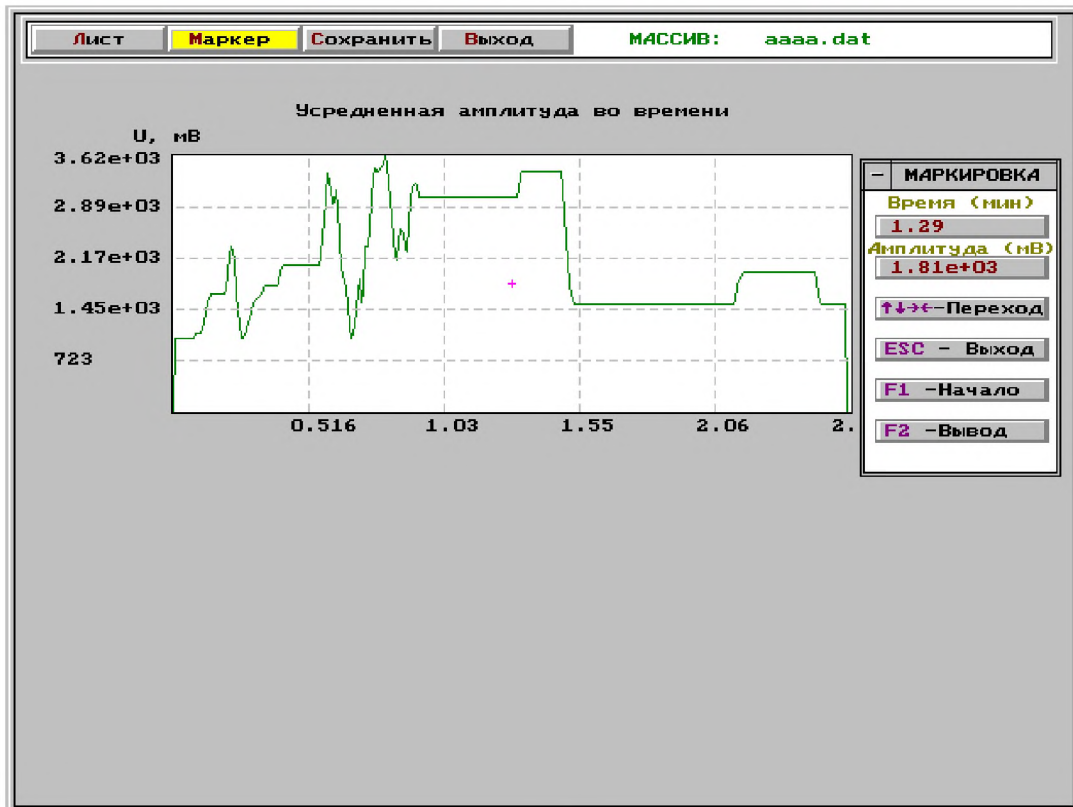 Лист Маркер Сохранить Выход МАССИВ: aaaa.dat
Усредненная амплитуда во времени
U, мВ
3.62e+03
2.89e+03
2.17e+03
1.45e+03
723
0.516 1.03 1.55 2.06 2.
- МАРКИРОВКА
Время (мин)
1.29
Амплитуда (мВ)
1.81e+03
↑↓→←-Переход
ESC - Выход
F1 -Начало
F2 -Вывод